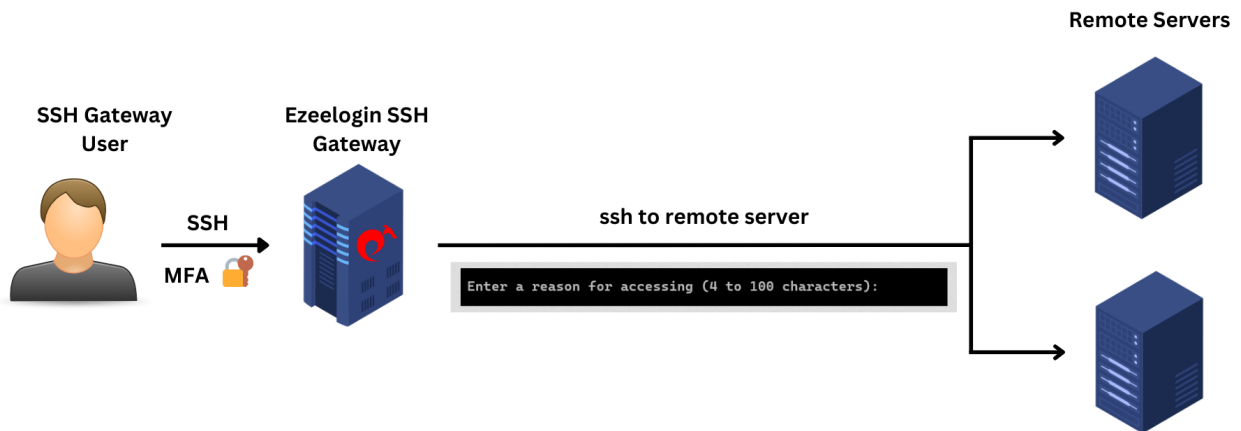 Remote Servers
SSH Gateway
User
Ezeelogin SSH
Gateway
SSH
MFA
ssh to remote server
Enter a reason for accessing (4 to 100 characters):